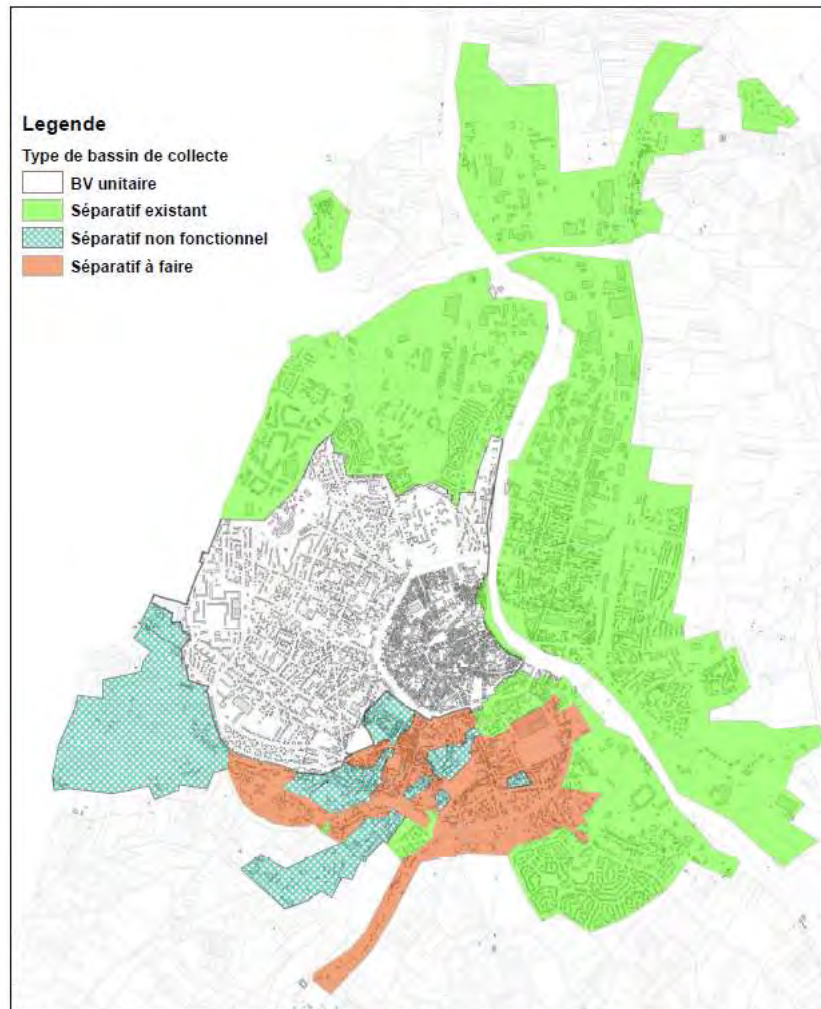 Legende
Type de bassin de collecte
BV unitaire
Séparatif existant
Séparatif non fonctionnel
Séparatif à faire